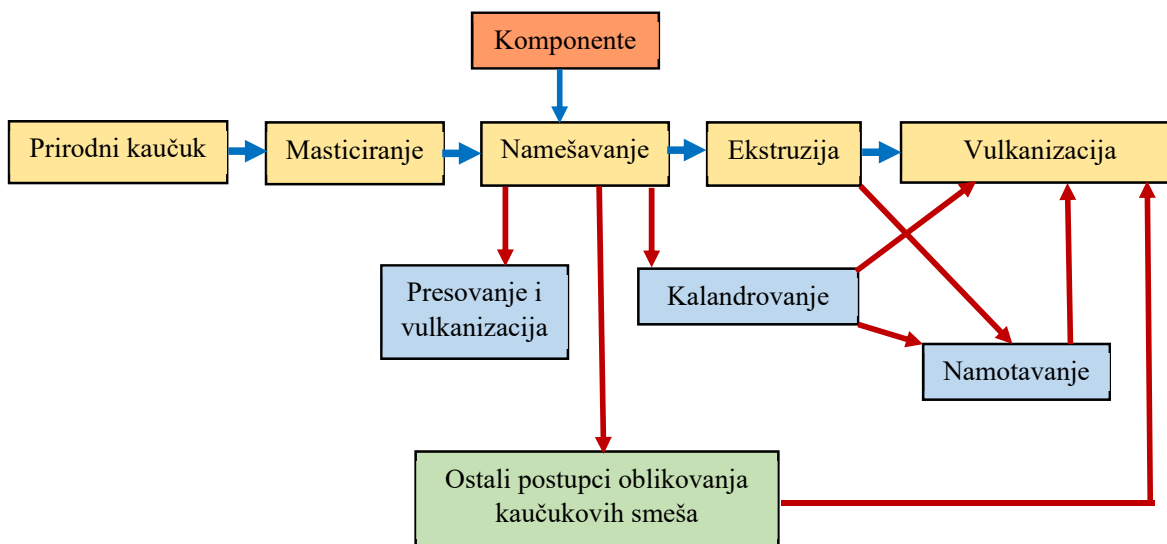 Komponente
Prirodni kaučuk
Masticiranje
Namešavanje
Ekstruzija
Vulkanizacija
Presovanje i
vulkanizacija
Kalandrovanje
Namotavanje
Ostali postupci oblikovanja
kaučukovih smeša